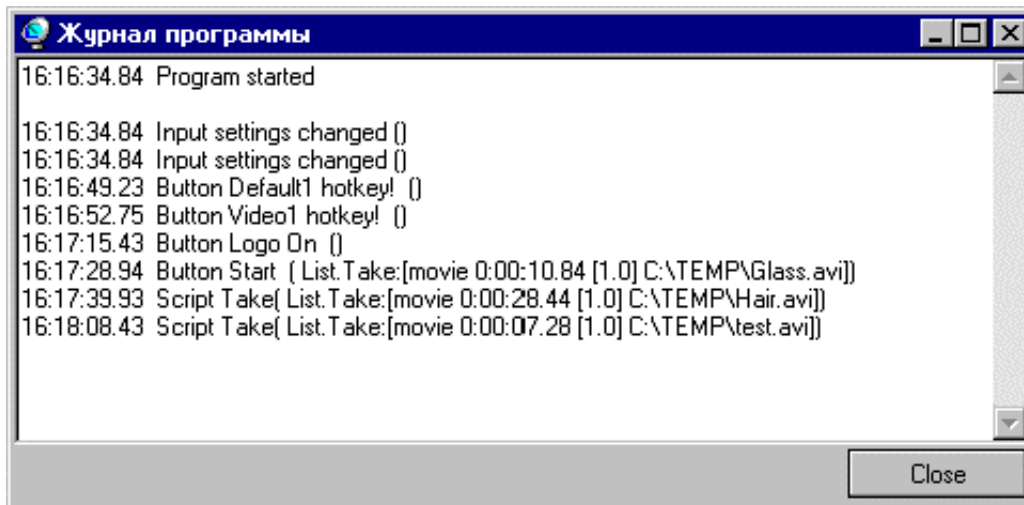 Журнал программы
16:16:34.84 Program started
16:16:34.84 Input settings changed ()
16:16:34.84 Input settings changed ()
16:16:49.23 Button Default1 hotkey! ()
16:16:52.75 Button Video1 hotkey! ()
16:17:15.43 Button Logo On ()
16:17:28.94 Button Start ( List.Take:[movie 0:00:10.84 [1.0] C:\TEMP\Glass.avi])
16:17:39.93 Script Take( List.Take:[movie 0:00:28.44 [1.0] C:\TEMP\Hair.avi])
16:18:08.43 Script Take( List.Take:[movie 0:00:07.28 [1.0] C:\TEMP\test.avi])
Close